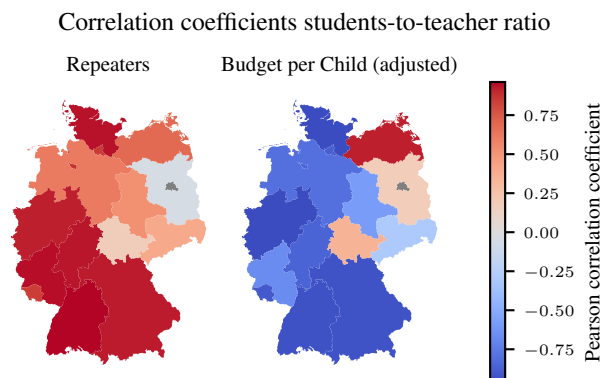 Correlation coefficients students-to-teacher ratio
Repeaters
Budget per Child (adjusted)
0.75
0.50
0.25
0.00
−0.25
−0.50
−0.75
Pearson correlation coefficient